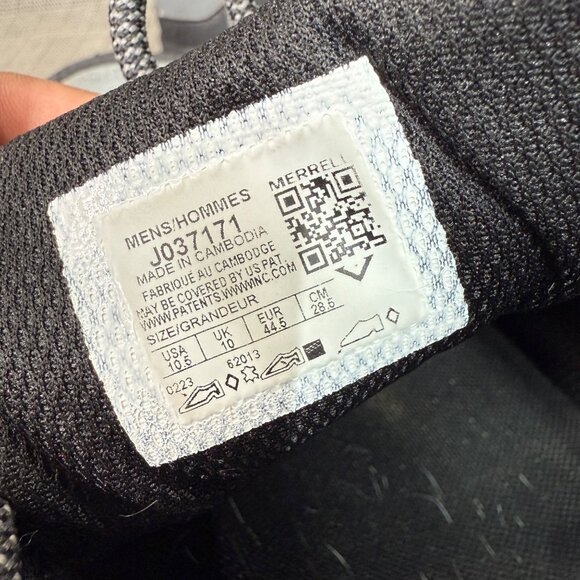 MERRELL
MENS/HOMMES
J037171
MADE IN CAMBODIA
FABRIQUE AU CAMBODGE
MAY BE COVERED BY US PAT.
WWW.PATENTS.WWWINC.COM
SIZE/GRANDEUR
USA UK EUR CM
10.5 10 44.5 28.5
0223 62013